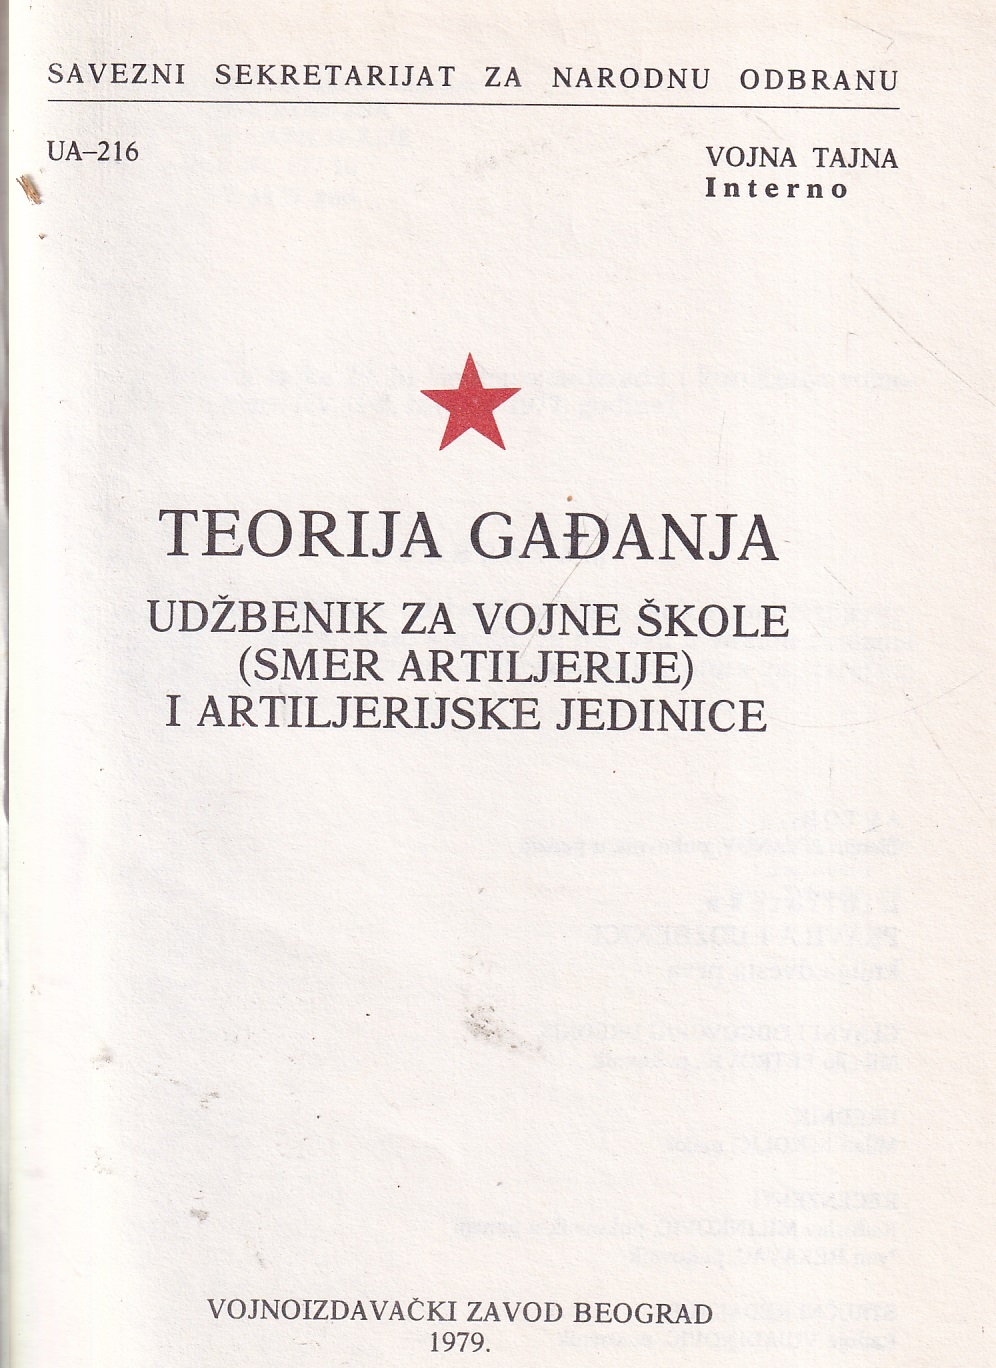 SAVEZNI SEKRETARIJAT ZA NARODNU ODBRANU
UA–216
VOJNA TAJNA
Interno
TEORIJA GAĐANJA
UDŽBENIK ZA VOJNE ŠKOLE
(SMER ARTILJERIJE)
I ARTILJERIJSKE JEDINICE
VOJNOIZDAVAČKI ZAVOD BEOGRAD
1979.